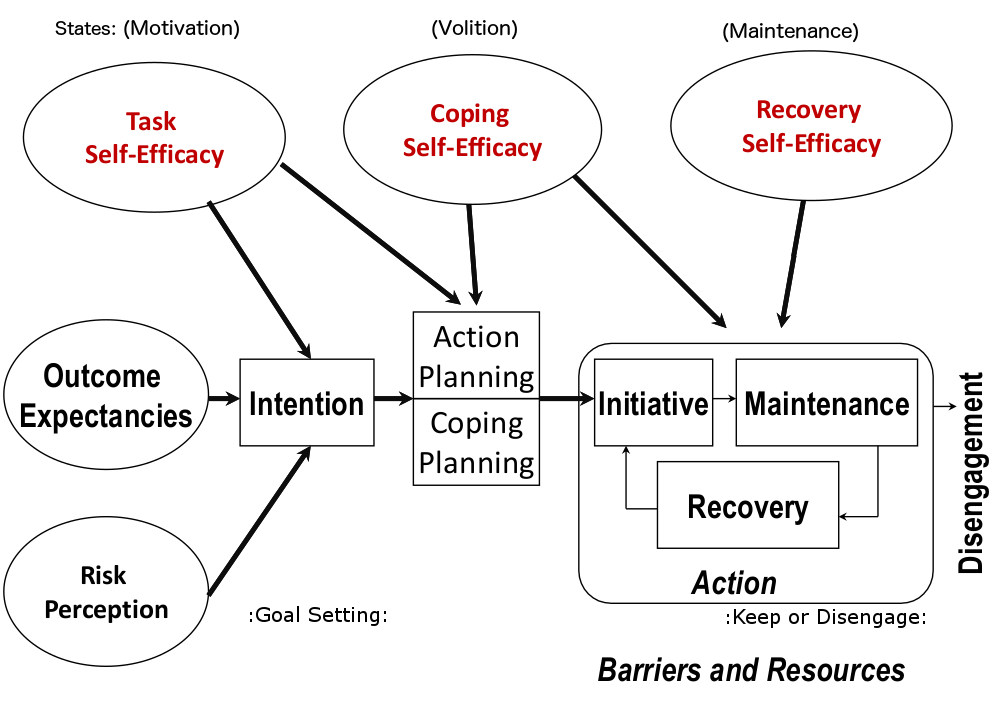 States: (Motivation)
(Volition)
(Maintenance)
Task
Self-Efficacy
Coping
Self-Efficacy
Recovery
Self-Efficacy
Outcome
Expectancies
Intention
Action
Planning
Coping
Planning
Initiative
Maintenance
Recovery
Action
Disengagement
Risk
Perception
:Goal Setting:
:Keep or Disengage:
Barriers and Resources